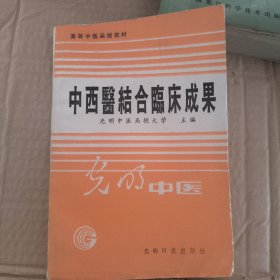 高等中医函授教材
中西醫結合臨床成果
光明中医函授大学 主编
光明中医
光明日报出版社